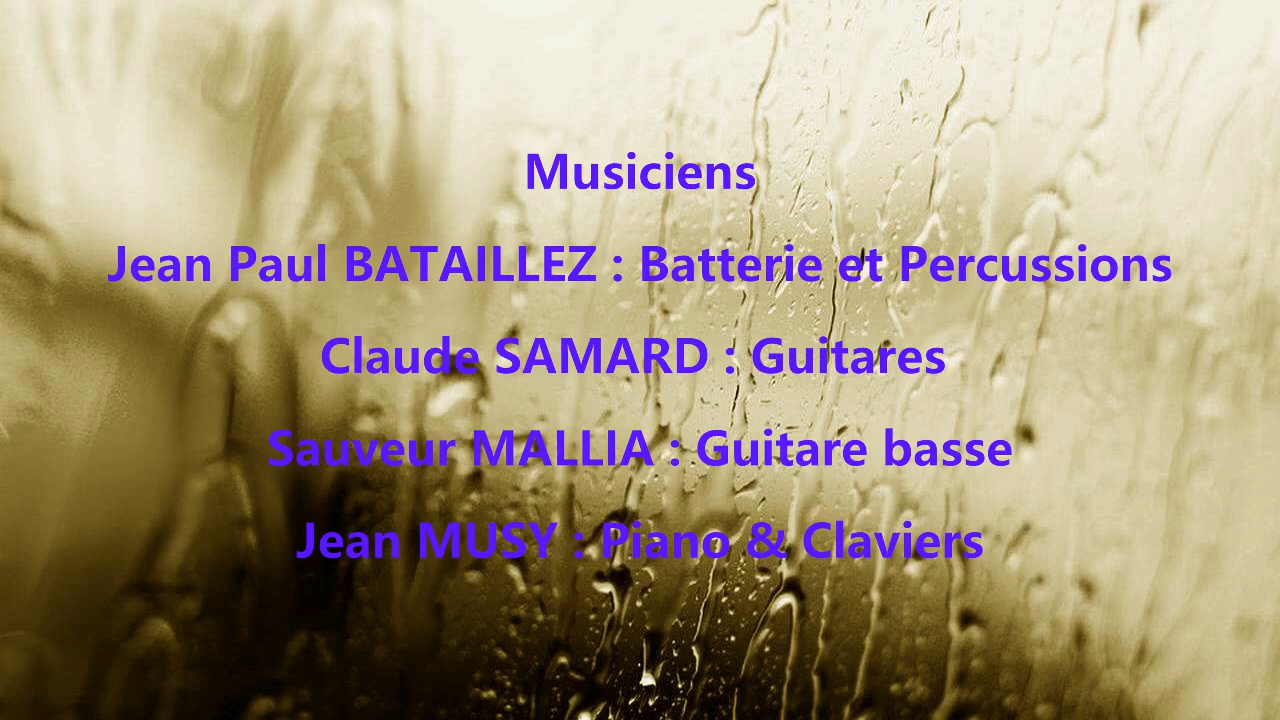 Musiciens
Jean Paul BATAILLEZ : Batterie et Percussions
Claude SAMARD : Guitares
Sauveur MALLIA : Guitare basse
Jean MUSY : Piano & Claviers